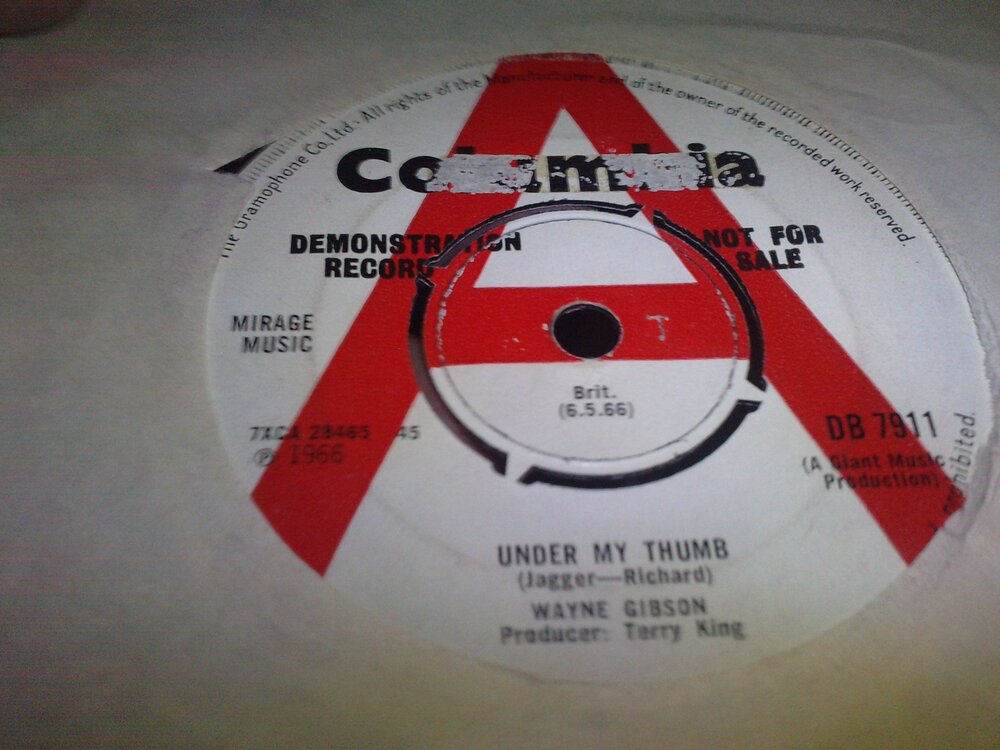 The Gramophone Co.Ltd.· All rights of the Manufacturer and of the owner of the recorded work reserved.
Columbia
DEMONSTRATION
RECORD
NOT FOR
SALE
A
MIRAGE
MUSIC
T
Brit.
(6.5.66)
7XCA 28465 45
℗ 1966
DB 7911
(A Giant Music
Production)
prohibited.
UNDER MY THUMB
(Jagger—Richard)
WAYNE GIBSON
Producer: Terry King